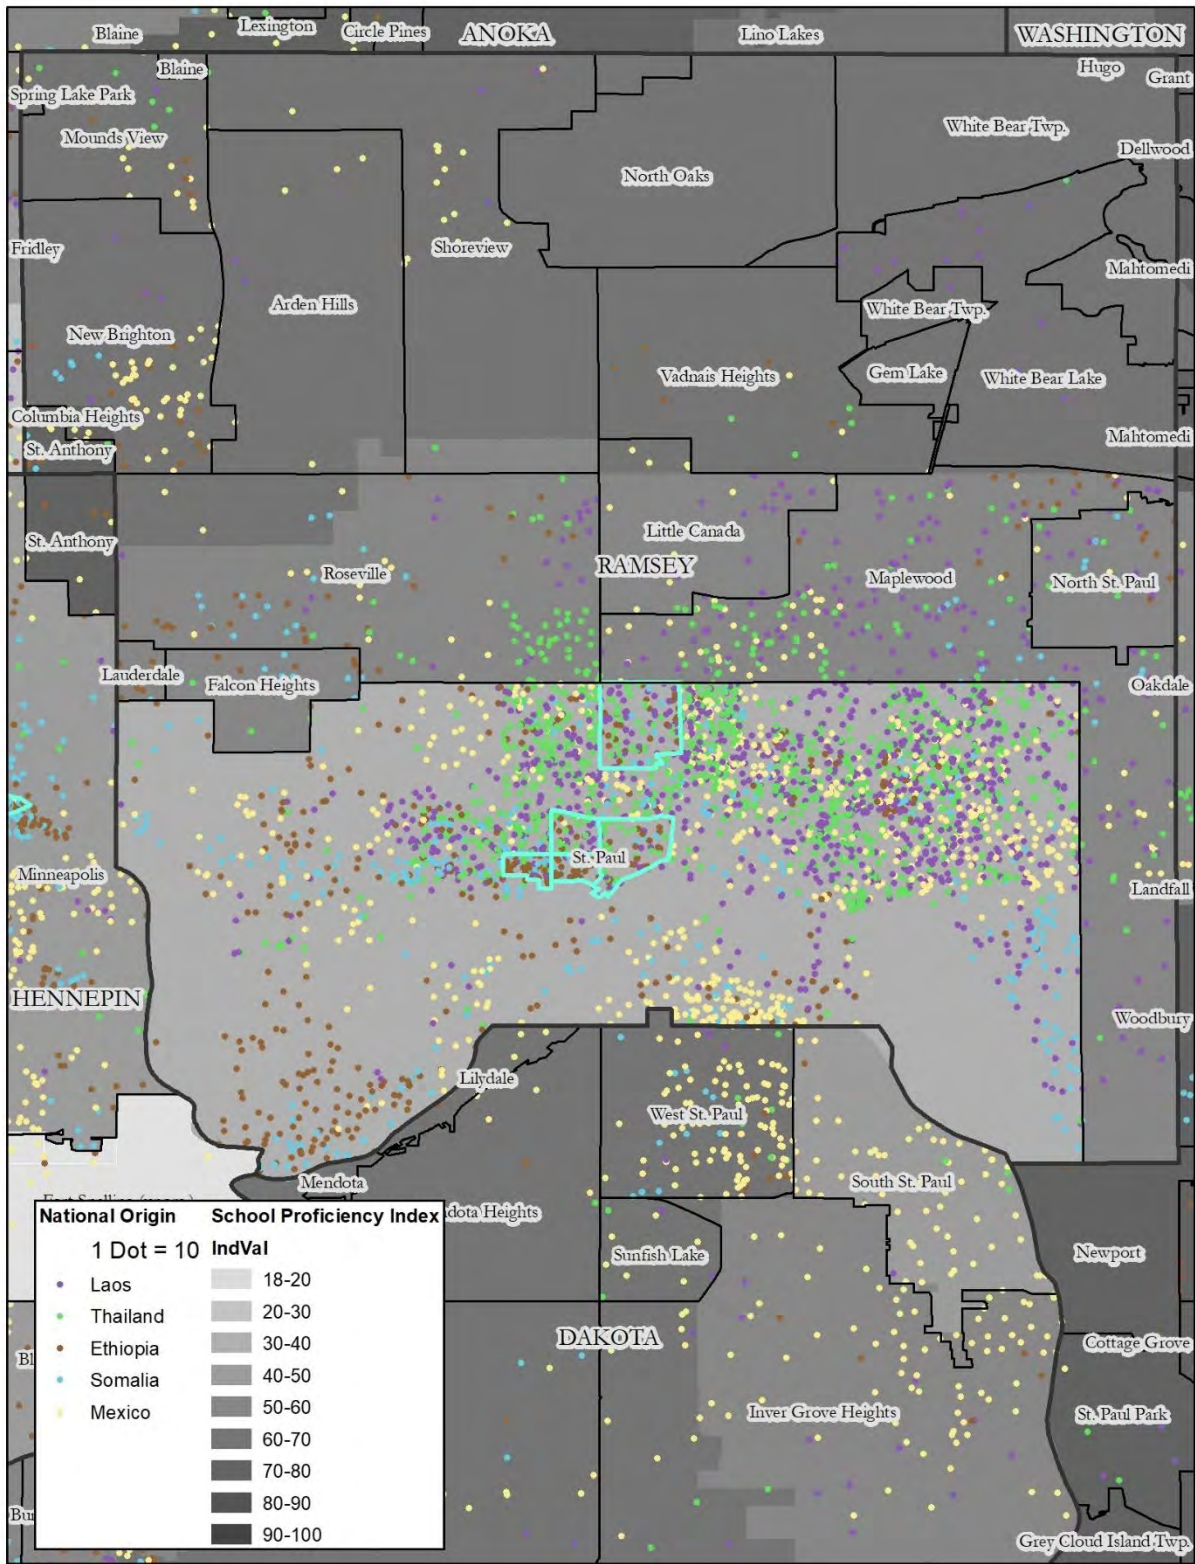 Blaine
Lexington
Circle Pines
ANOKA
Lino Lakes
WASHINGTON
Blaine
Hugo
Grant
Spring Lake Park
Mounds View
White Bear Twp.
Dellwood
North Oaks
Fridley
Shoreview
Mahtomedi
Arden Hills
White Bear Twp.
New Brighton
Vadnais Heights
Gem Lake
White Bear Lake
Columbia Heights
Mahtomedi
St. Anthony
Little Canada
St. Anthony
RAMSEY
Roseville
Maplewood
North St. Paul
Lauderdale
Falcon Heights
Oakdale
St. Paul
Minneapolis
Landfall
HENNEPIN
Woodbury
Lilydale
West St. Paul
Mendota
South St. Paul
dota Heights
Sunfish Lake
Newport
DAKOTA
Cottage Grove
Inver Grove Heights
St. Paul Park
Grey Cloud Island Twp.
Bl
Bu
National Origin
1 Dot = 10
Laos
Thailand
Ethiopia
Somalia
Mexico
School Proficiency Index
IndVal
18-20
20-30
30-40
40-50
50-60
60-70
70-80
80-90
90-100